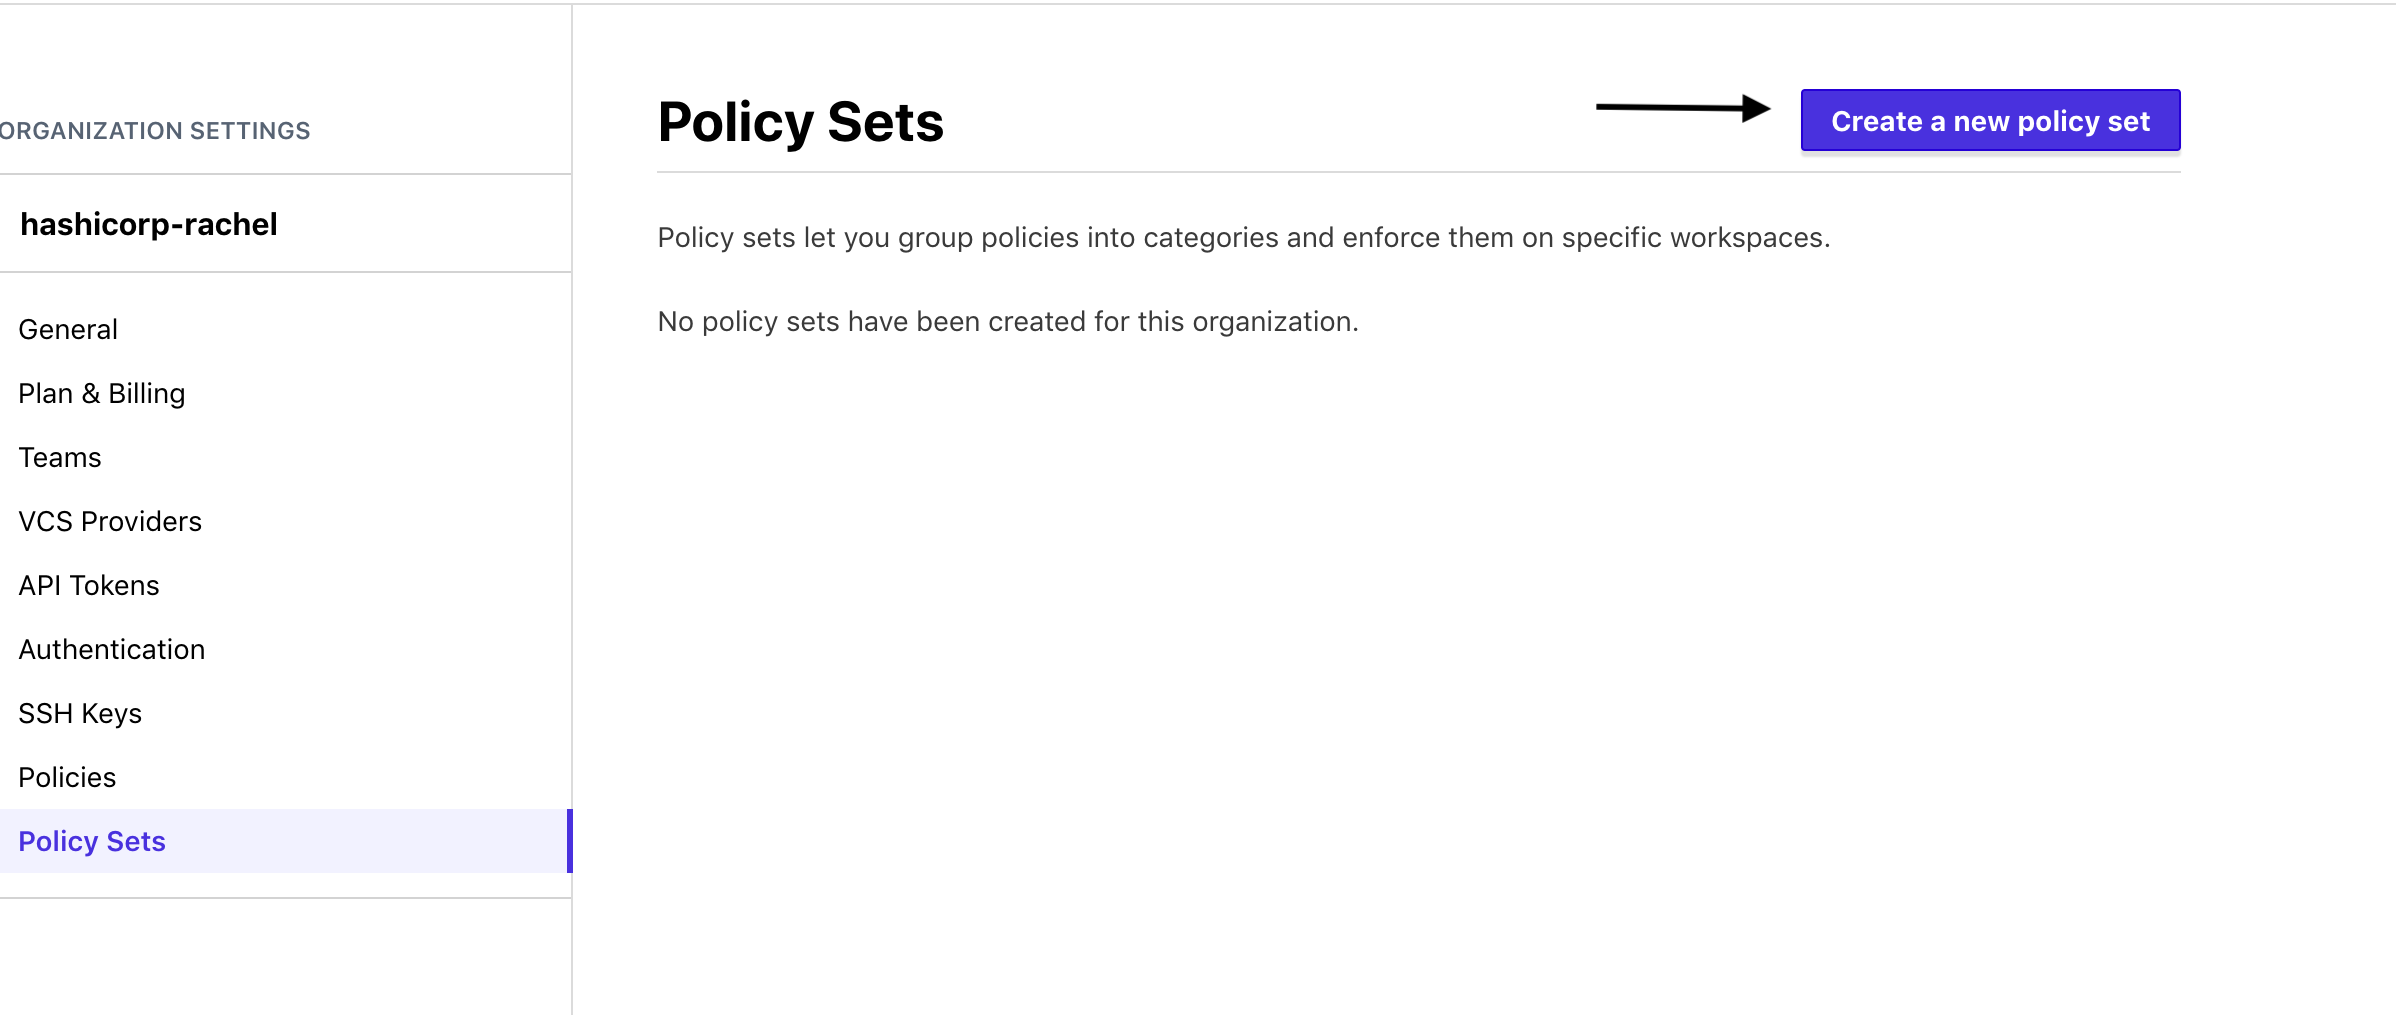 ORGANIZATION SETTINGS
hashicorp-rachel
General
Plan & Billing
Teams
VCS Providers
API Tokens
Authentication
SSH Keys
Policies
Policy Sets
Policy Sets
Create a new policy set
Policy sets let you group policies into categories and enforce them on specific workspaces.
No policy sets have been created for this organization.